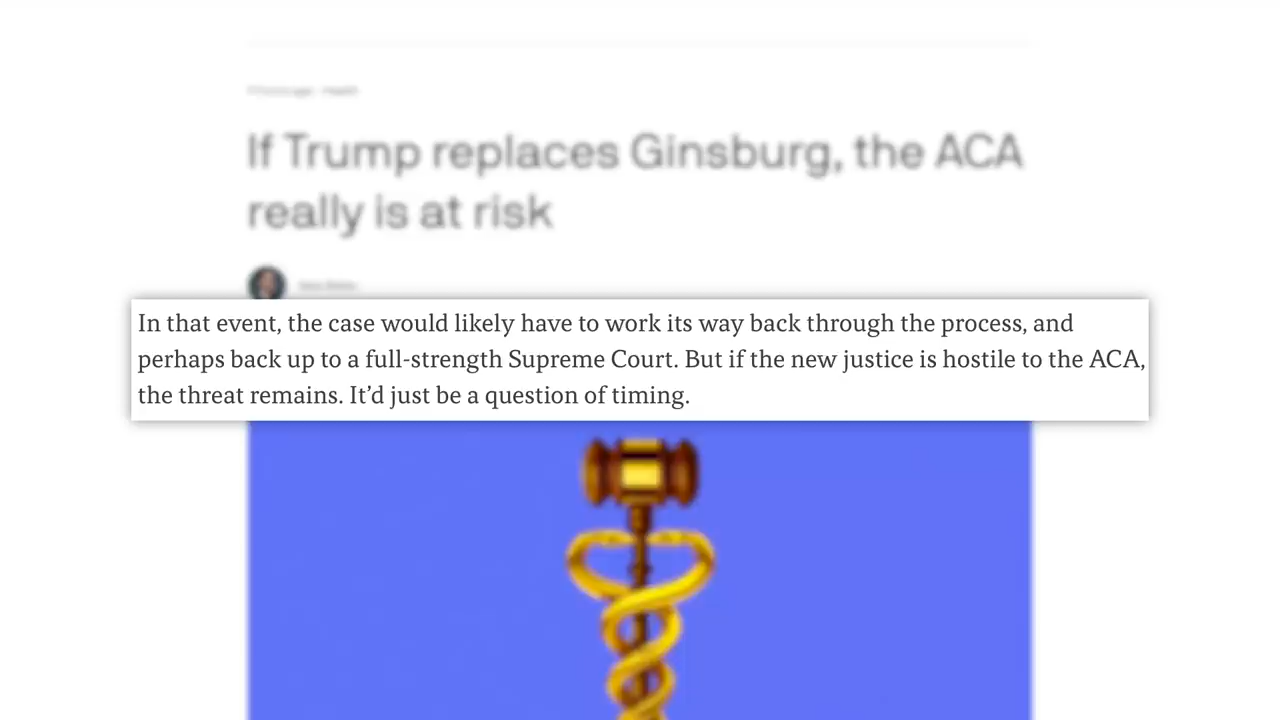 If Trump replaces Ginsburg, the ACA
really is at risk
In that event, the case would likely have to work its way back through the process, and
perhaps back up to a full-strength Supreme Court. But if the new justice is hostile to the ACA,
the threat remains. It’d just be a question of timing.